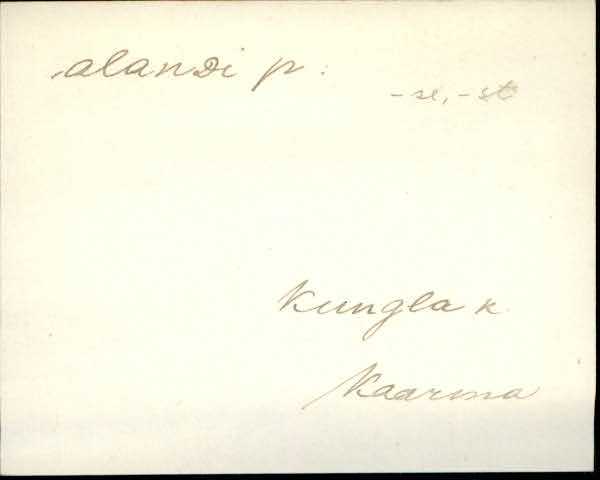 alandi p.
-se, -st
Kungla k.
Kaarma